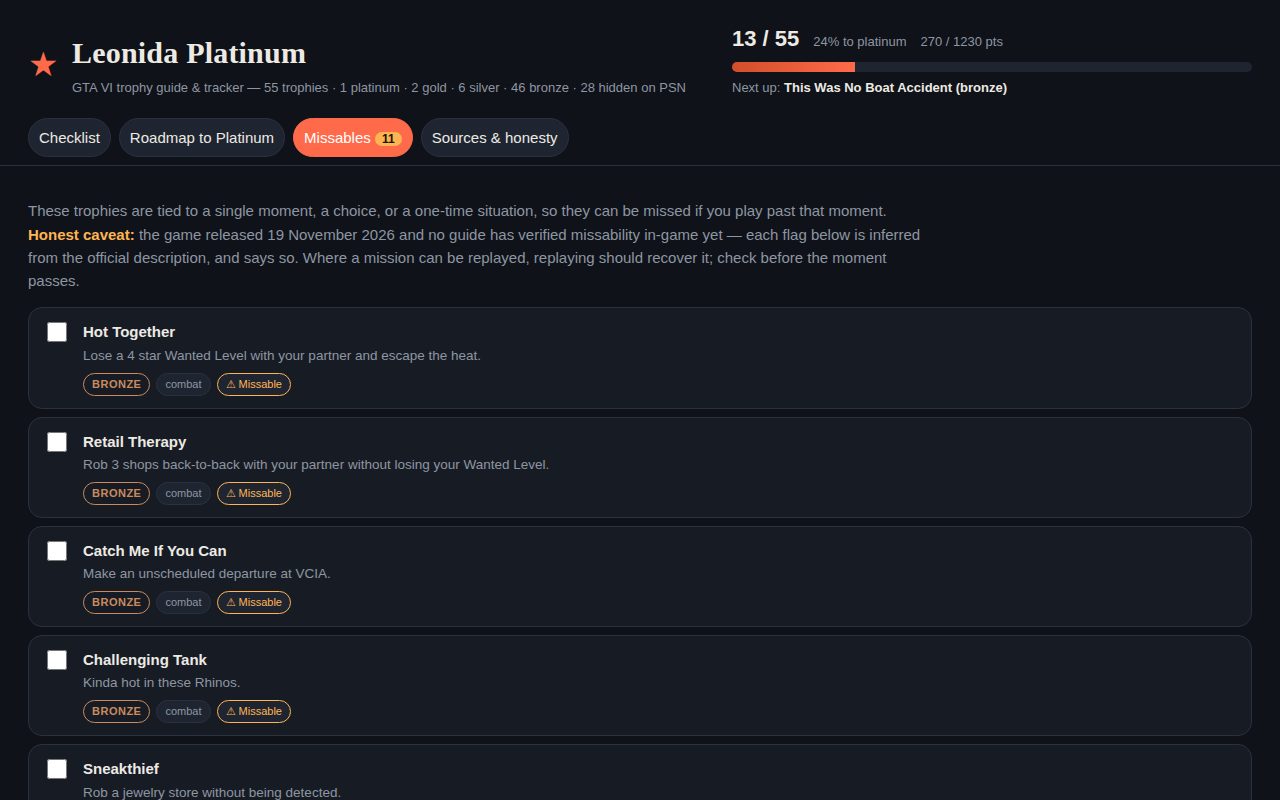 ★ Leonida Platinum
GTA VI trophy guide & tracker — 55 trophies · 1 platinum · 2 gold · 6 silver · 46 bronze · 28 hidden on PSN
13 / 55 24% to platinum 270 / 1230 pts
Next up: This Was No Boat Accident (bronze)
Checklist Roadmap to Platinum Missables 11 Sources & honesty
These trophies are tied to a single moment, a choice, or a one-time situation, so they can be missed if you play past that moment.
Honest caveat: the game released 19 November 2026 and no guide has verified missability in-game yet — each flag below is inferred
from the official description, and says so. Where a mission can be replayed, replaying should recover it; check before the moment
passes.
Hot Together
Lose a 4 star Wanted Level with your partner and escape the heat.
BRONZE combat ⚠ Missable
Retail Therapy
Rob 3 shops back-to-back with your partner without losing your Wanted Level.
BRONZE combat ⚠ Missable
Catch Me If You Can
Make an unscheduled departure at VCIA.
BRONZE combat ⚠ Missable
Challenging Tank
Kinda hot in these Rhinos.
BRONZE combat ⚠ Missable
Sneakthief
Rob a jewelry store without being detected.